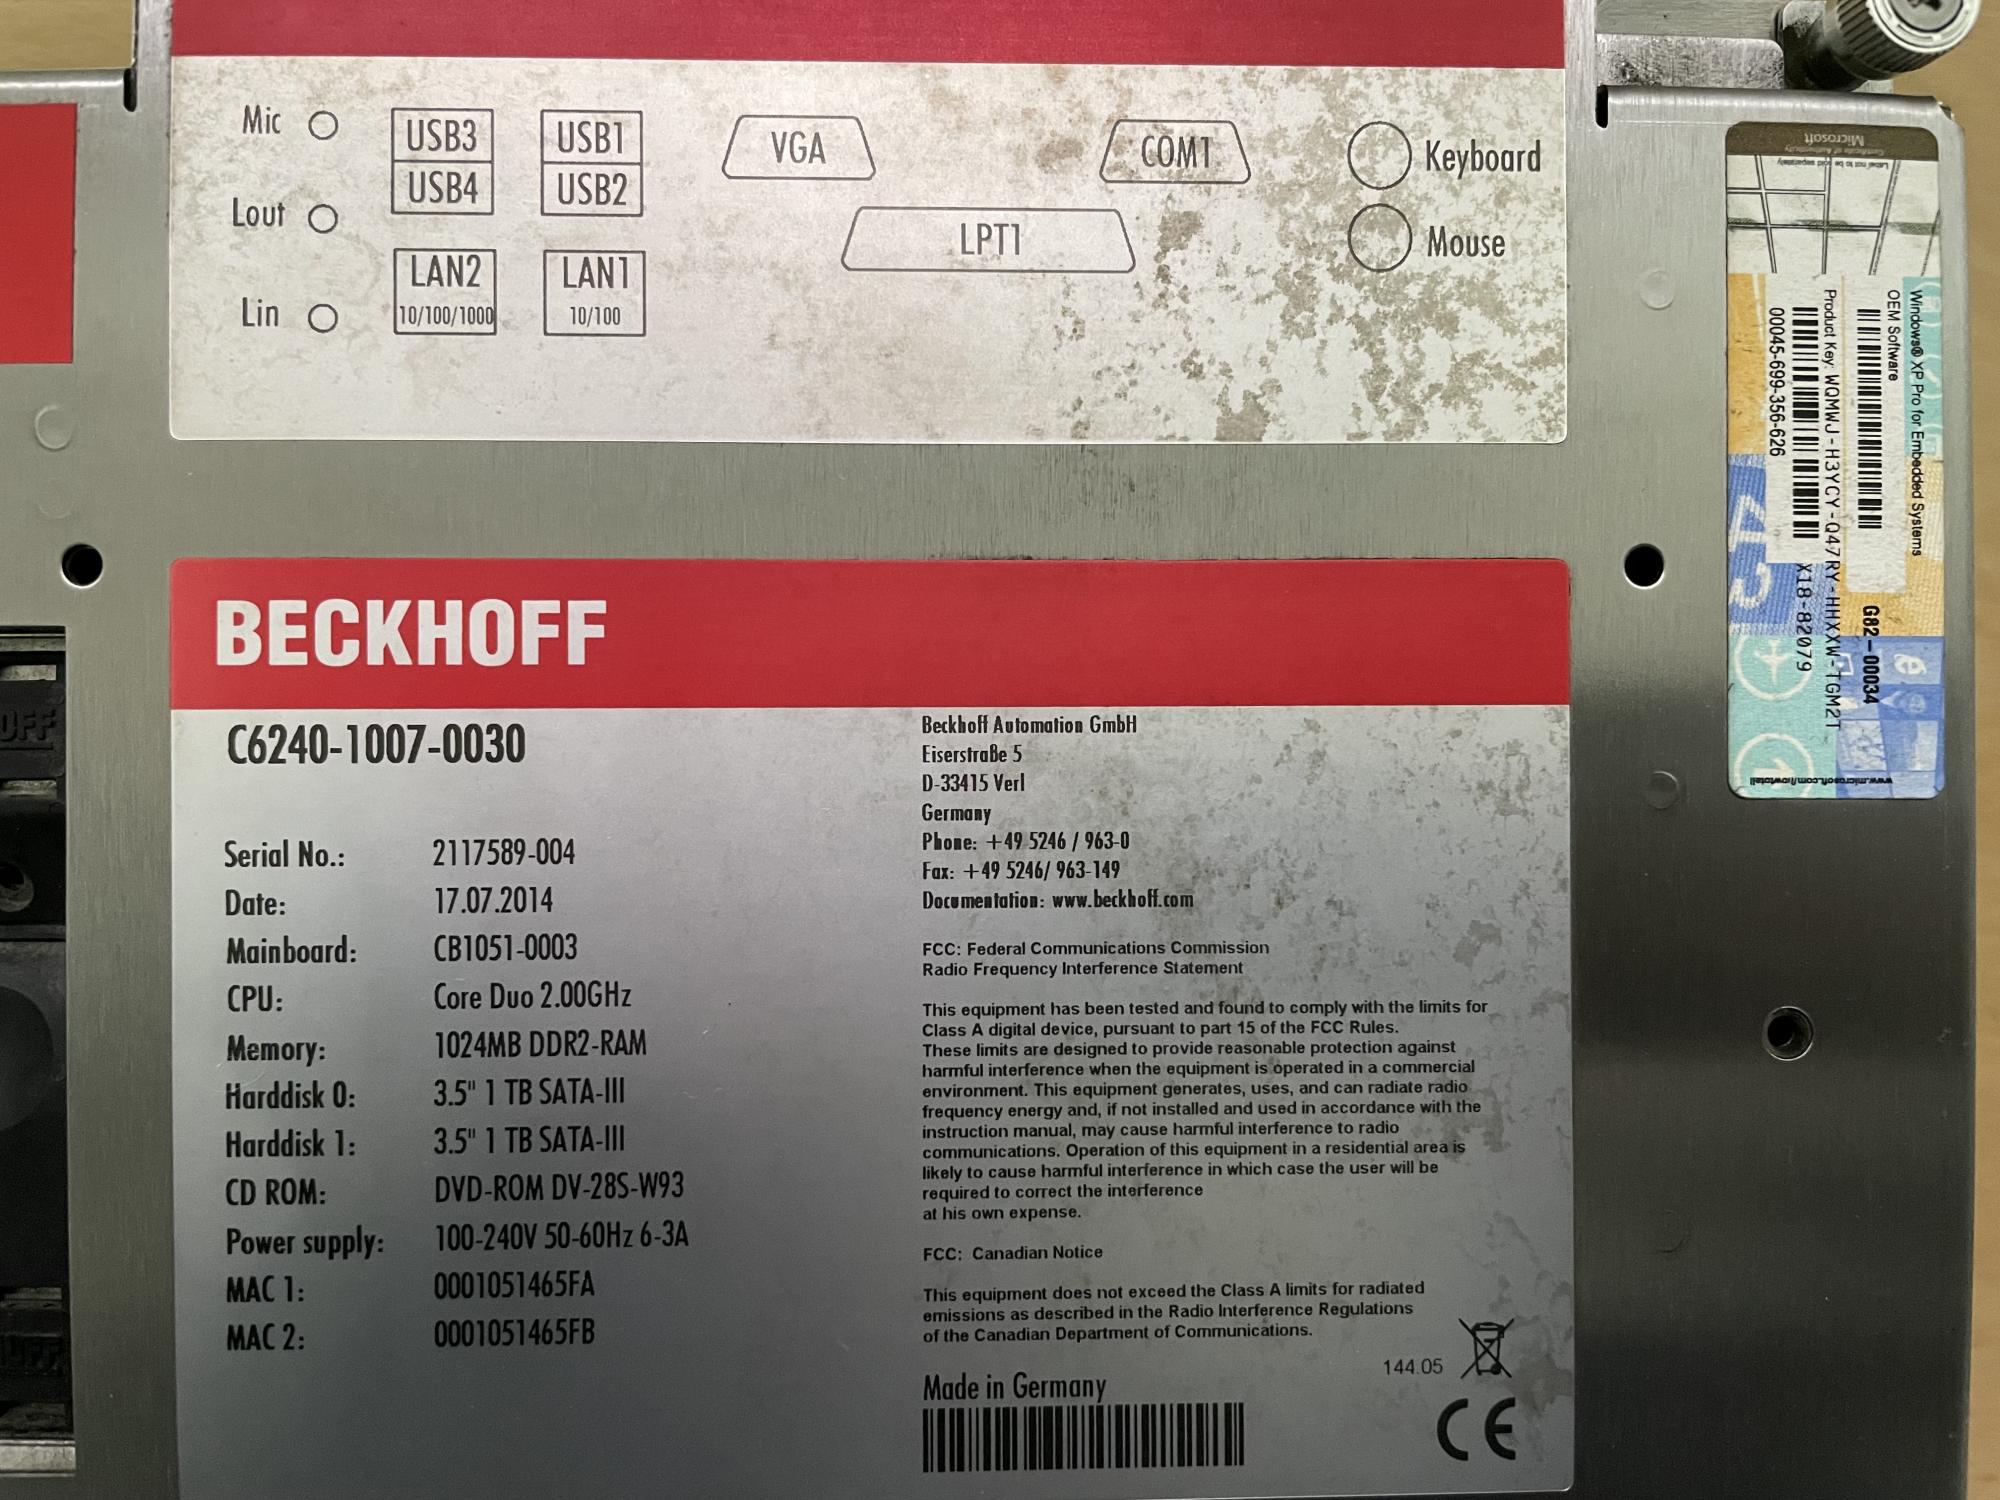 Mic
USB3
USB1
VGA
COM1
Keyboard
USB4
USB2
Lout
LPT1
Mouse
LAN2
LAN1
Lin
10/100/1000
10/100
BECKHOFF
C6240-1007-0030
Serial No.: 2117589-004
Date: 17.07.2014
Mainboard: CB1051-0003
CPU: Core Duo 2.00GHz
Memory: 1024MB DDR2-RAM
Harddisk 0: 3.5" 1 TB SATA-III
Harddisk 1: 3.5" 1 TB SATA-III
CD ROM: DVD-ROM DV-28S-W93
Power supply: 100-240V 50-60Hz 6-3A
MAC 1: 0001051465FA
MAC 2: 0001051465FB
Beckhoff Automation GmbH
Eiserstraße 5
D-33415 Verl
Germany
Phone: +49 5246 / 963-0
Fax: +49 5246/ 963-149
Documentation: www.beckhoff.com
FCC: Federal Communications Commission
Radio Frequency Interference Statement
This equipment has been tested and found to comply with the limits for
Class A digital device, pursuant to part 15 of the FCC Rules.
These limits are designed to provide reasonable protection against
harmful interference when the equipment is operated in a commercial
environment. This equipment generates, uses, and can radiate radio
frequency energy and, if not installed and used in accordance with the
instruction manual, may cause harmful interference to radio
communications. Operation of this equipment in a residential area is
likely to cause harmful interference in which case the user will be
required to correct the interference
at his own expense.
FCC: Canadian Notice
This equipment does not exceed the Class A limits for radiated
emissions as described in the Radio Interference Regulations
of the Canadian Department of Communications.
144.05
Made in Germany
CE
Microsoft
Certificate of Authenticity
Label not to be sold separately
Windows® XP Pro for Embedded Systems
OEM Software
G82-00034
Product Key: WQMWJ-H3YCY-Q47RY-HHXXW-TGM2T
X18-82079
00045-699-356-626
www.microsoft.com/howtotell
OFF